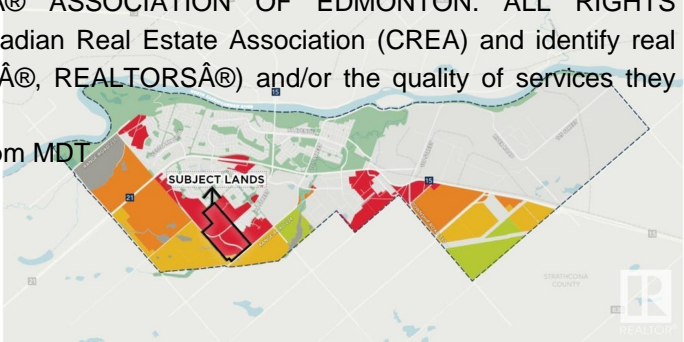 Â® ASSOCIATION OF EDMONTON. ALL RIGHTS
adian Real Estate Association (CREA) and identify real
Â®, REALTORSÂ®) and/or the quality of services they
om MDT
15
SUBJECT LANDS
15
21
21
STRATHCONA
COUNTY
REALTOR